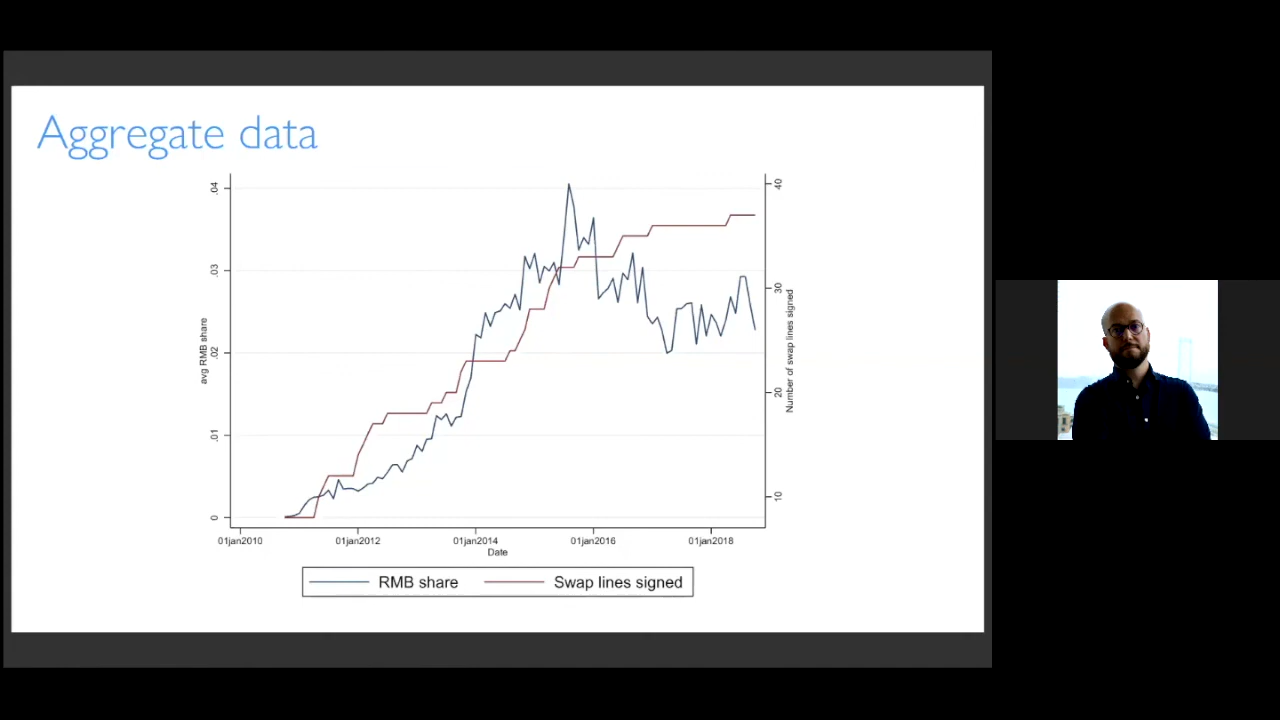 Aggregate data
.04
.03
.02
.01
0
avg RMB share
40
30
20
10
Number of swap lines signed
01jan2010 01jan2012 01jan2014 01jan2016 01jan2018
Date
RMB share Swap lines signed